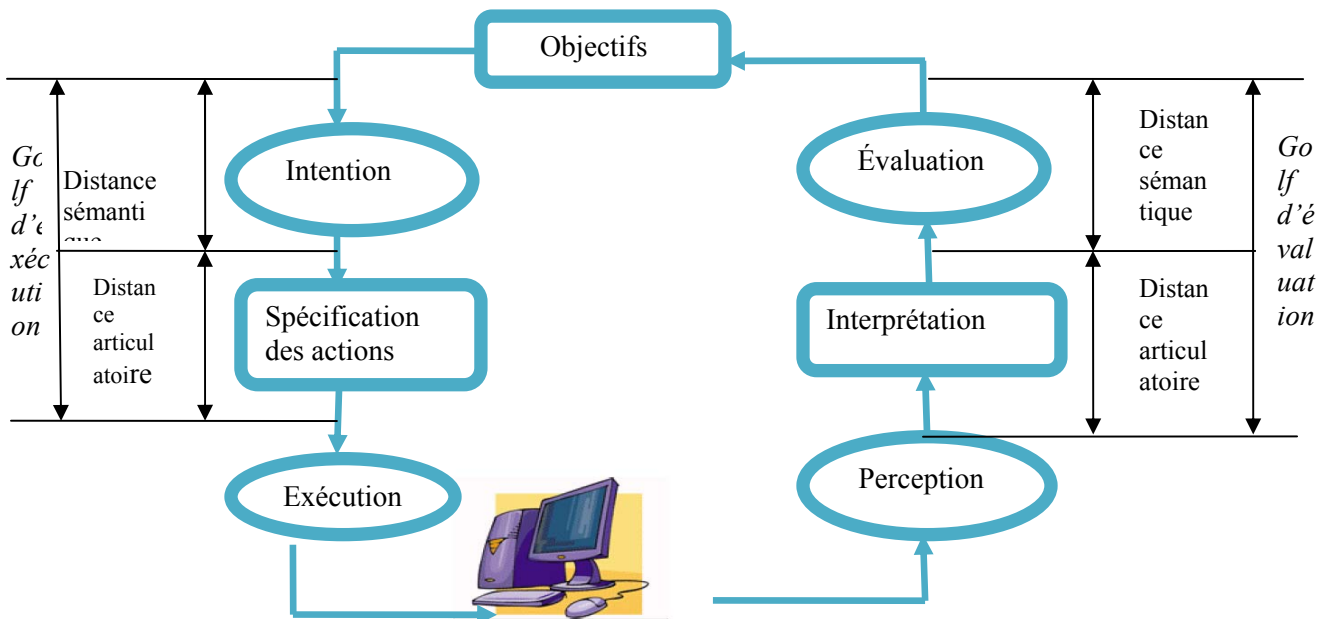 Objectifs
Intention
Évaluation
Go
lf
d'é
xéc
uti
on
Distance
sémanti
que
Distan
ce
séman
tique
Go
lf
d'é
val
uat
ion
Spécification
des actions
Interprétation
Distan
ce
articul
atoire
Distan
ce
articul
atoire
Exécution
Perception